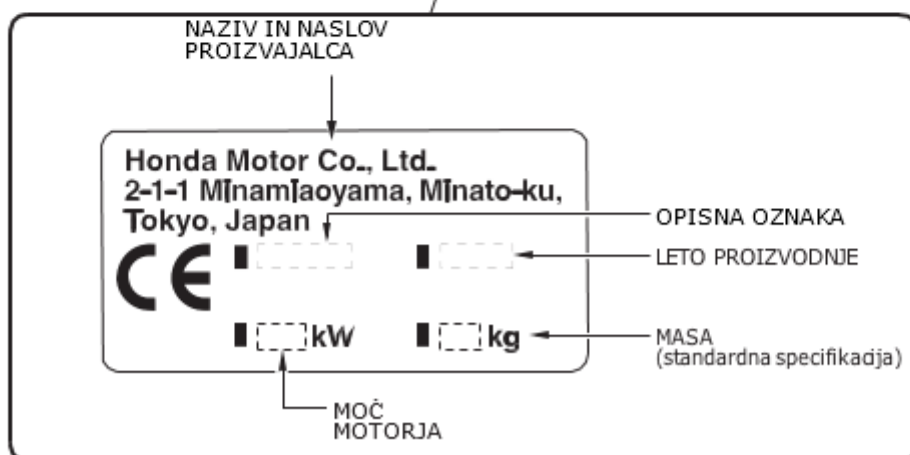 NAZIV IN NASLOV
PROIZVAJALCA
Honda Motor Co., Ltd.
2-1-1 Minamiaoyama, Minato-ku,
Tokyo, Japan
OPISNA OZNAKA
CE
LETO PROIZVODNJE
kW
kg
MASA
(standardna specifikacija)
MOČ
MOTORJA